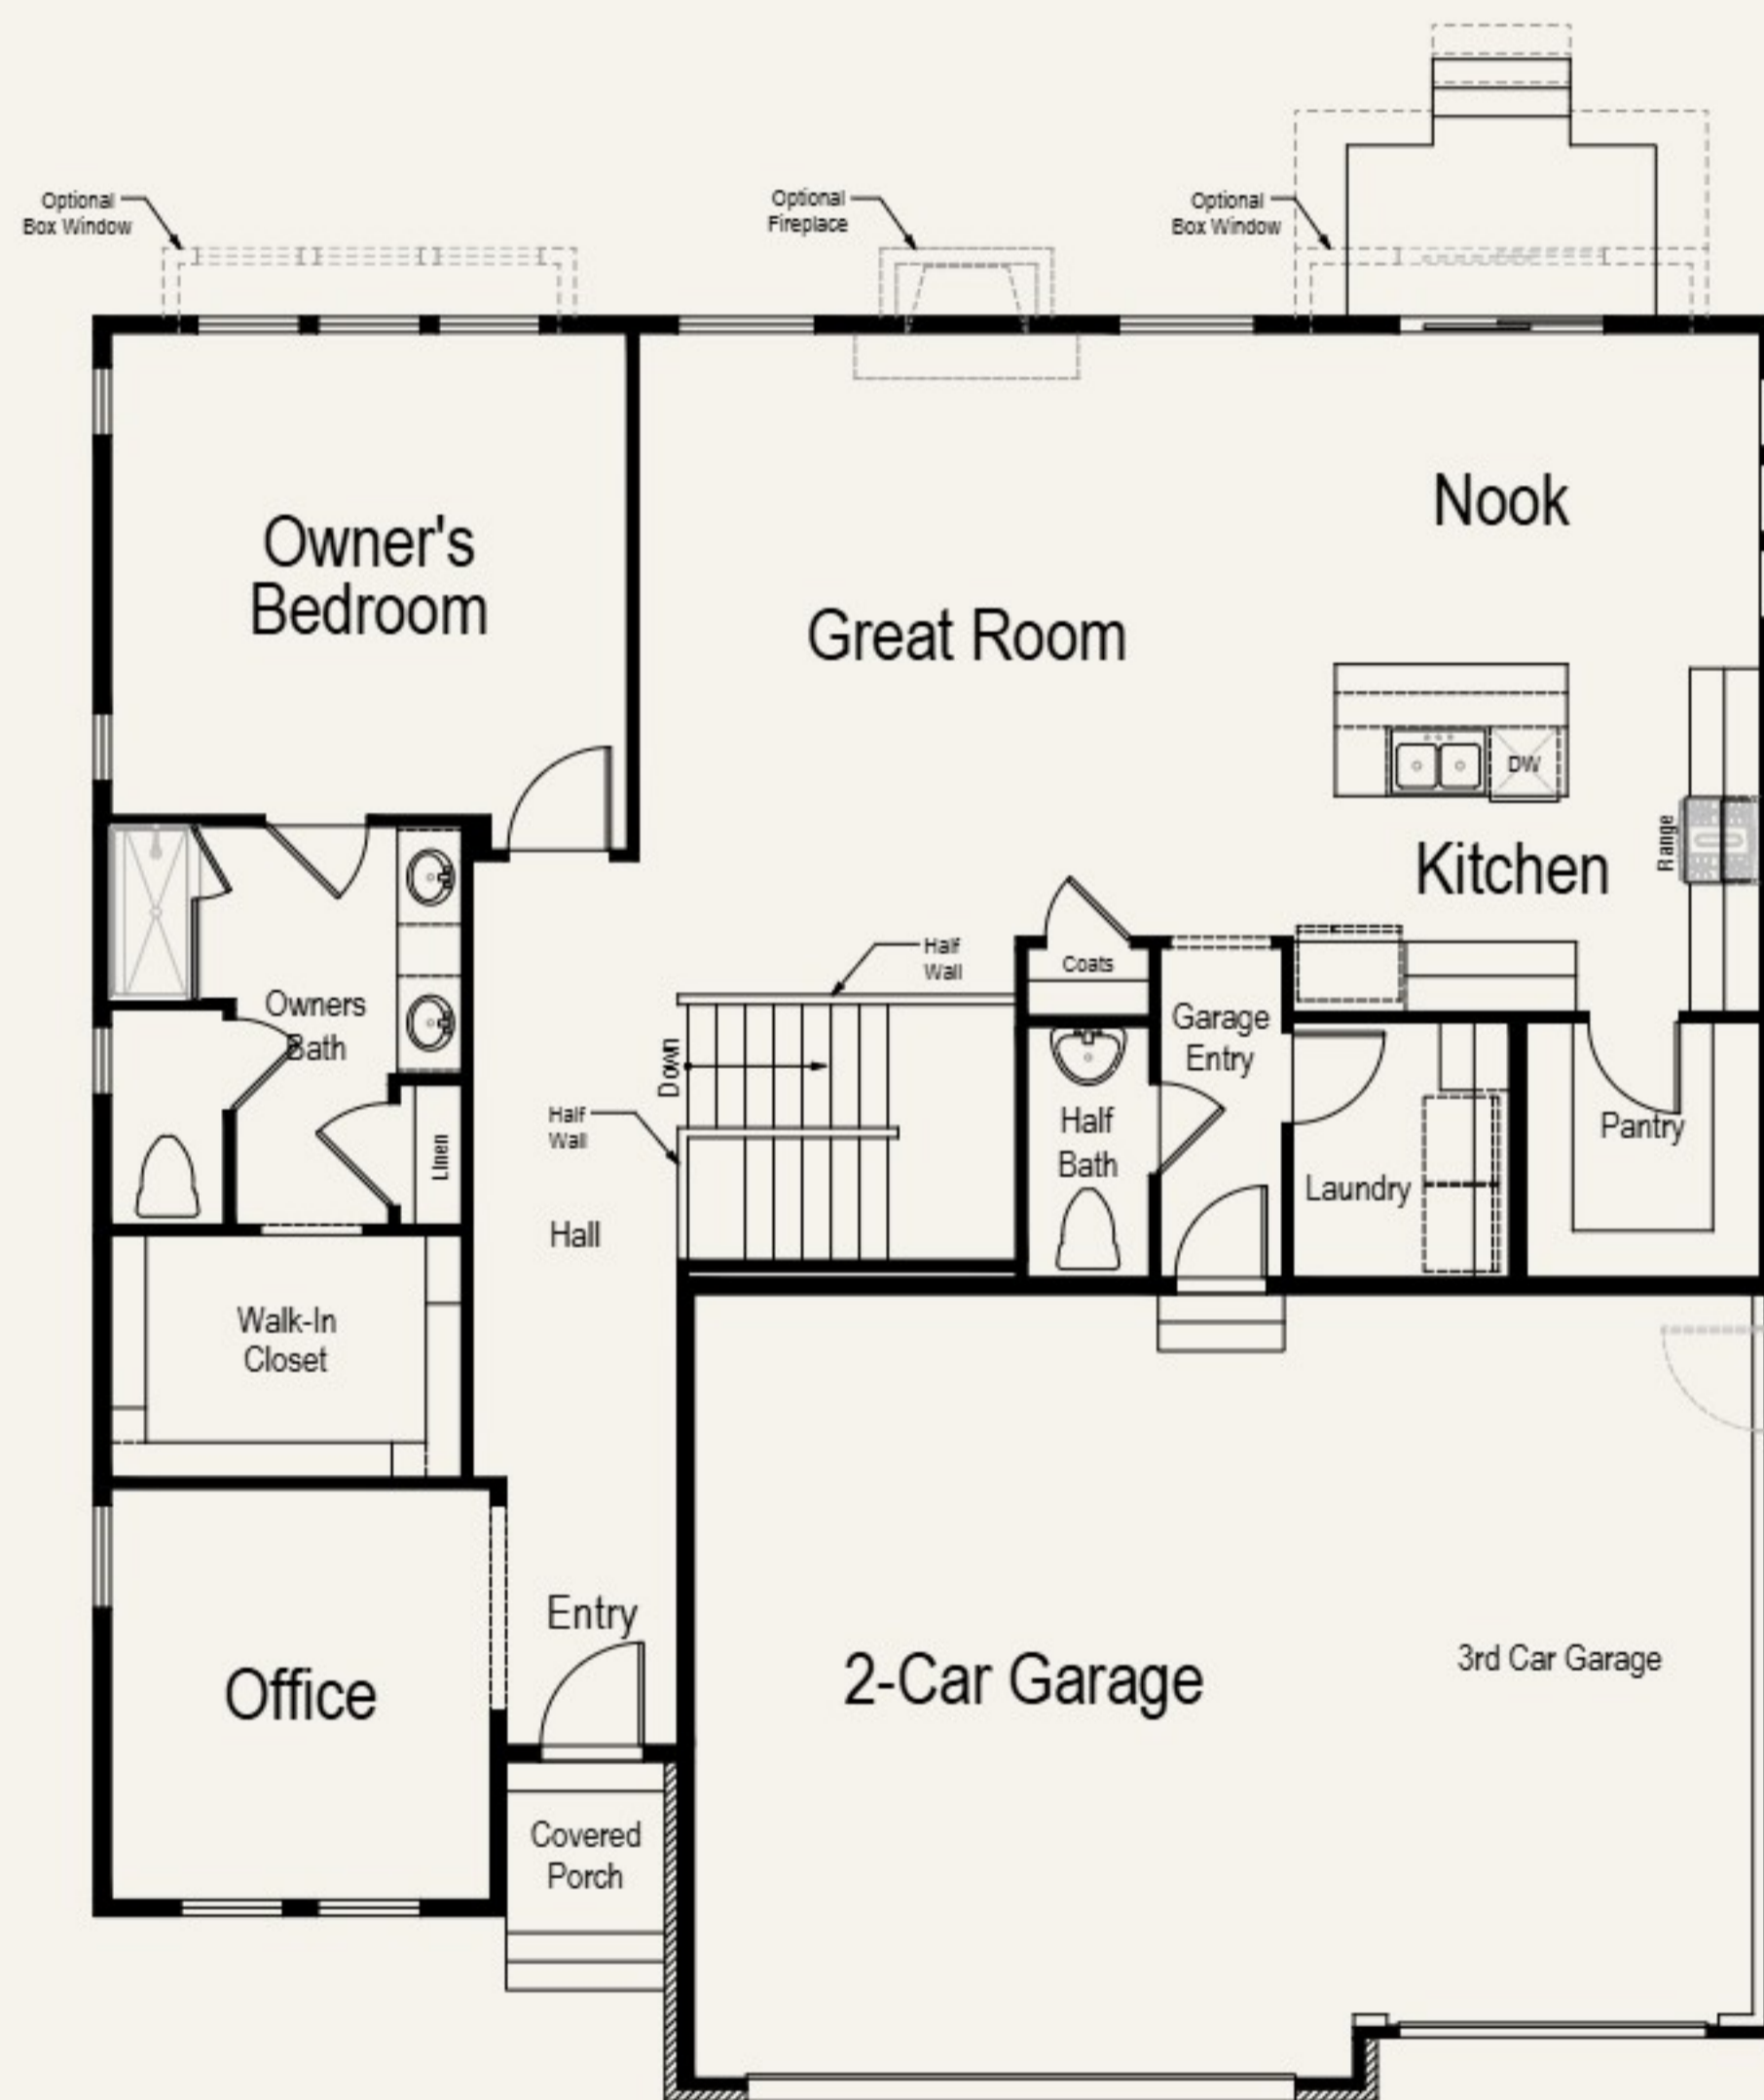 Optional
Box Window
Optional
Fireplace
Optional
Box Window
Nook
Owner's
Bedroom
Great Room
DW
Range
Kitchen
Half
Wall
Coats
Owners
Bath
Garage
Entry
Down
Half
Wall
Half
Bath
Pantry
Linen
Laundry
Hall
Walk-In
Closet
Entry
Office
2-Car Garage
3rd Car Garage
Covered
Porch